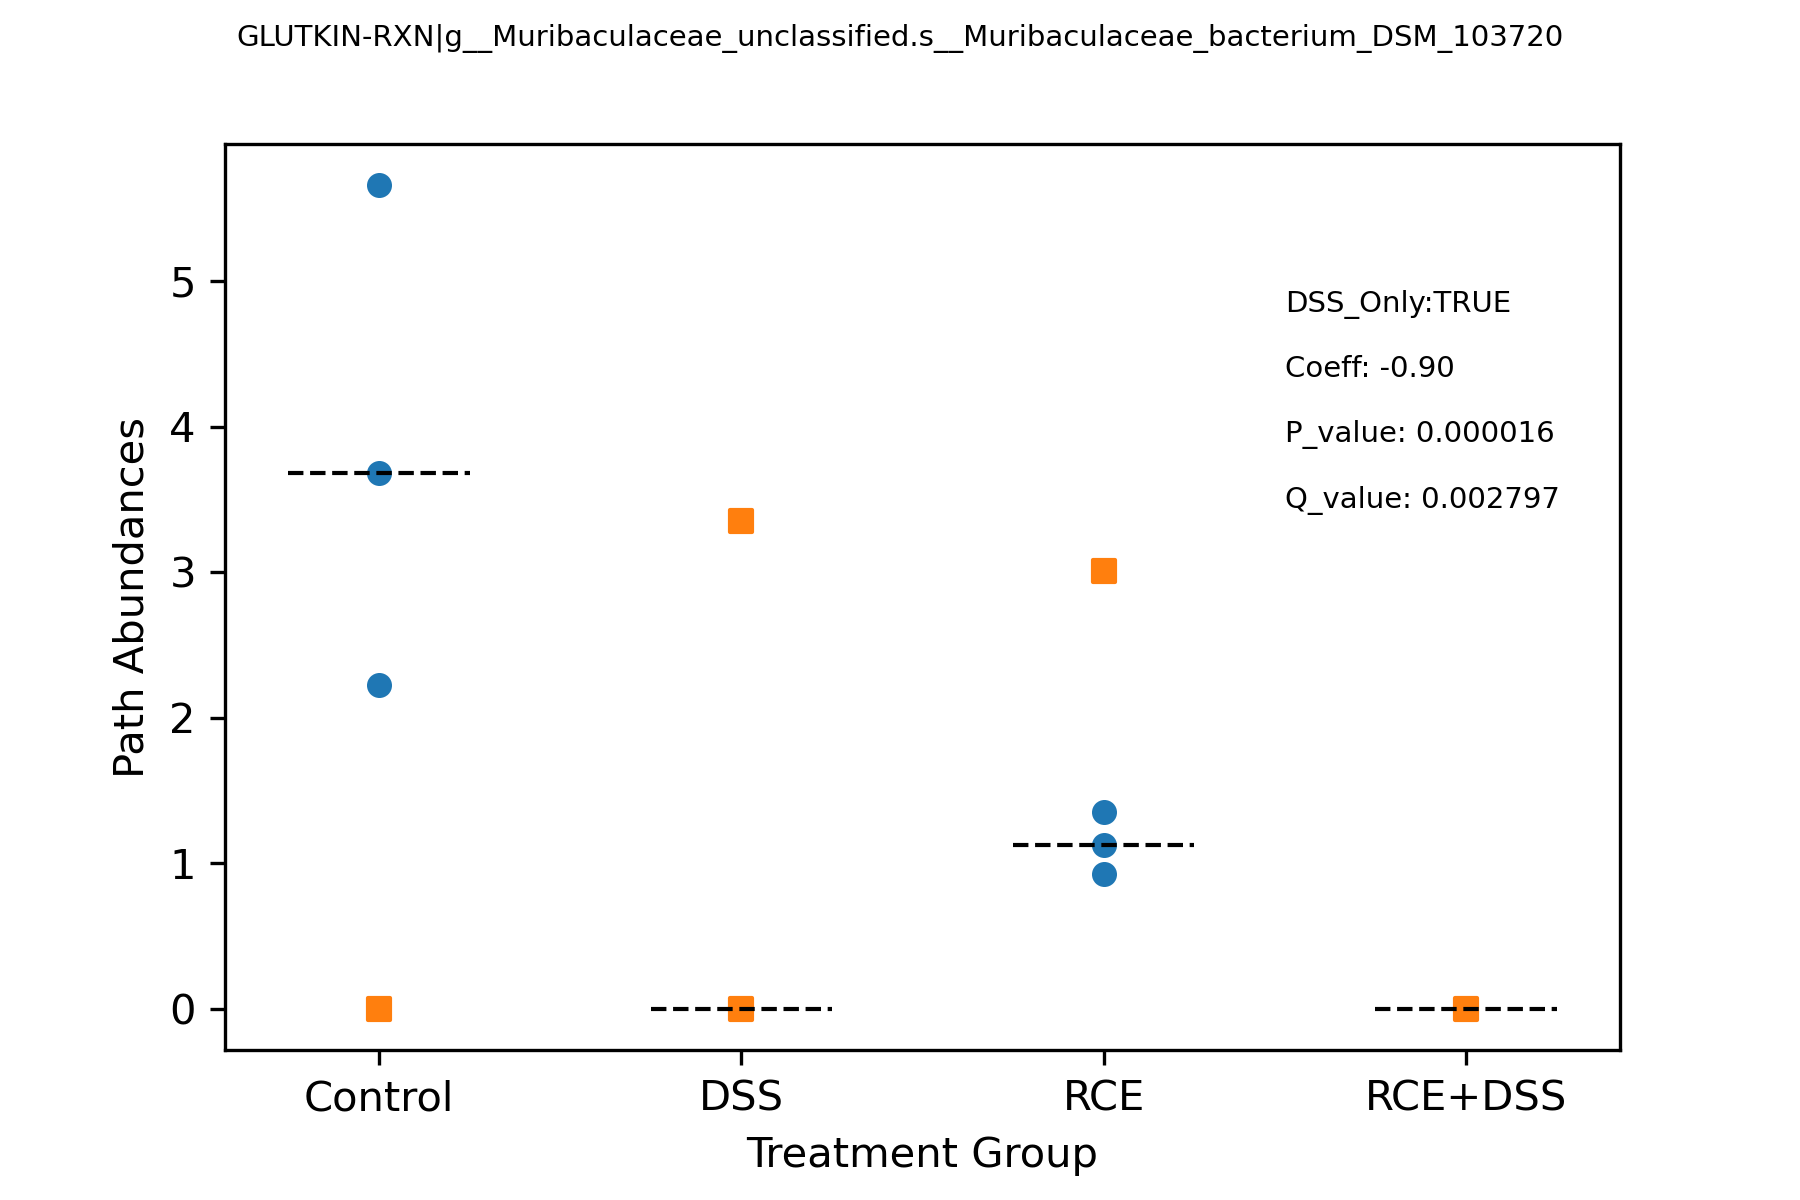 GLUTKIN-RXN|g__Muribaculaceae_unclassified.s__Muribaculaceae_bacterium_DSM_103720
5
4
3
2
1
0
Path Abundances
DSS_Only:TRUE
Coeff: -0.90
P_value: 0.000016
Q_value: 0.002797
Control
DSS
RCE
RCE+DSS
Treatment Group